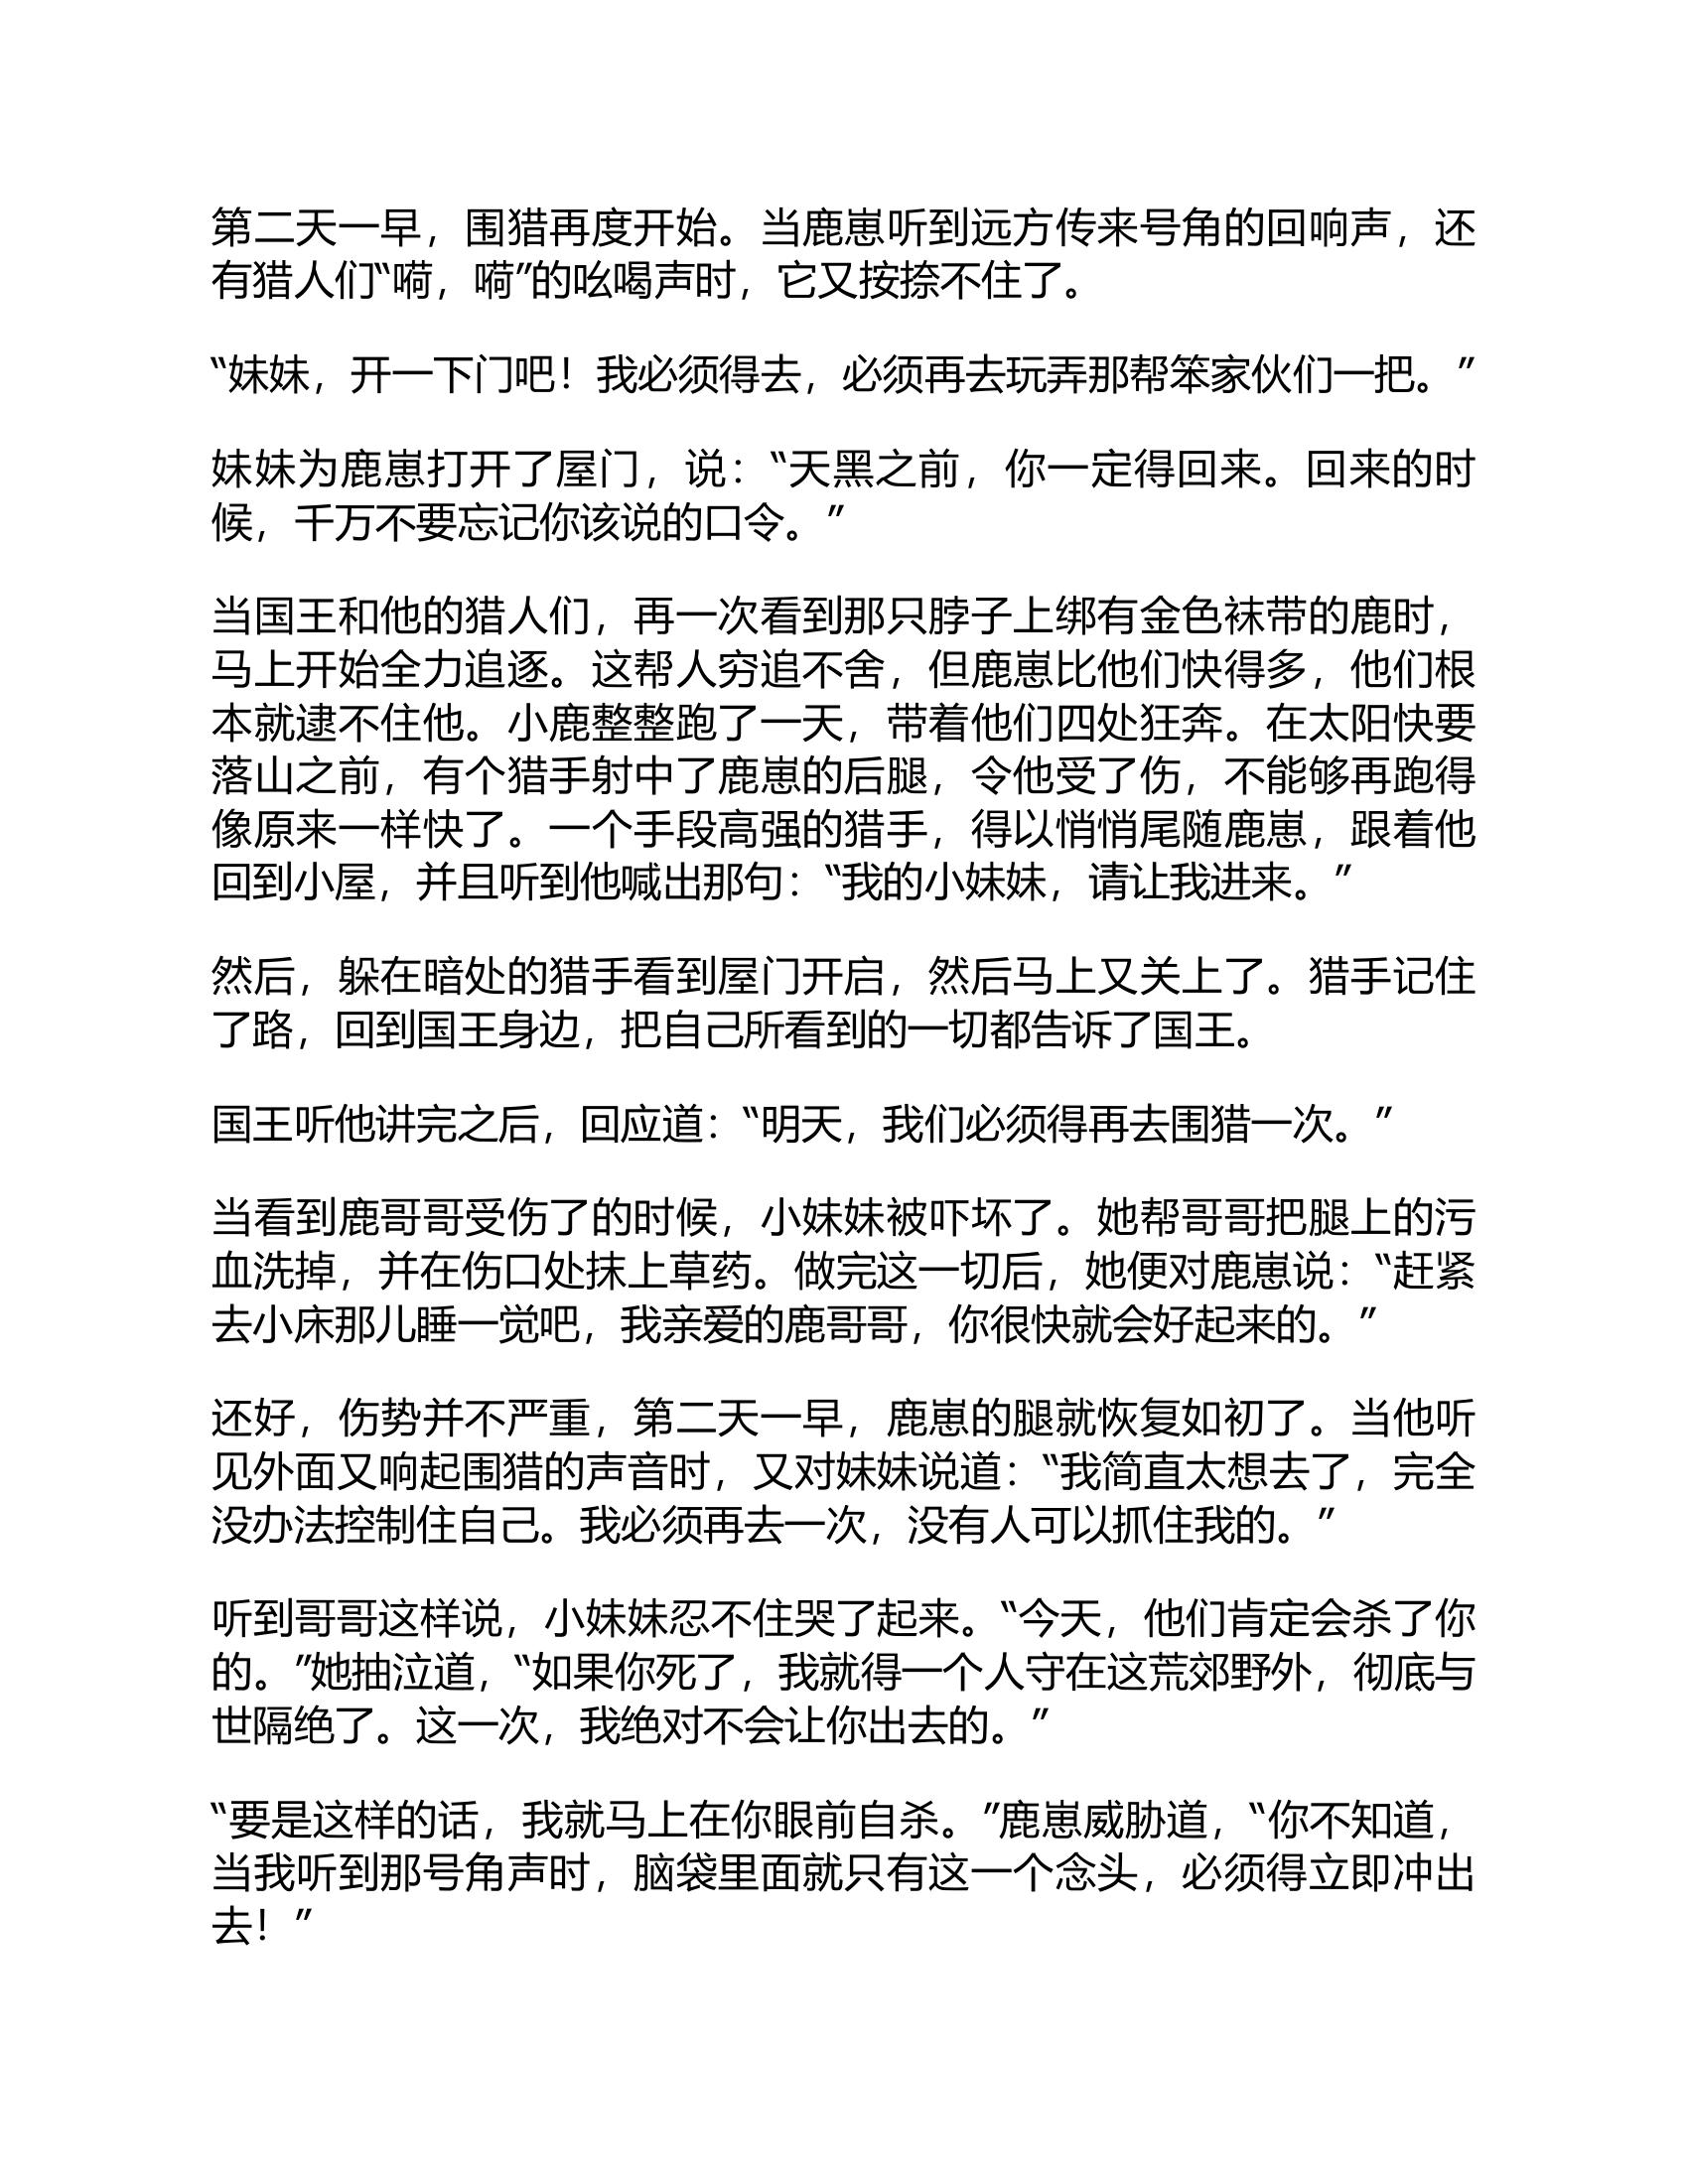 第二天一早，围猎再度开始。当鹿崽听到远方传来号角的回响声，还
有猎人们“嗬，嗬”的吆喝声时，它又按捺不住了。
“妹妹，开一下门吧！我必须得去，必须再去玩弄那帮笨家伙们一把。”
妹妹为鹿崽打开了屋门，说：“天黑之前，你一定得回来。回来的时
候，千万不要忘记你该说的口令。”
当国王和他的猎人们，再一次看到那只脖子上绑有金色袜带的鹿时，
马上开始全力追逐。这帮人穷追不舍，但鹿崽比他们快得多，他们根
本就逮不住他。小鹿整整跑了一天，带着他们四处狂奔。在太阳快要
落山之前，有个猎手射中了鹿崽的后腿，令他受了伤，不能够再跑得
像原来一样快了。一个手段高强的猎手，得以悄悄尾随鹿崽，跟着他
回到小屋，并且听到他喊出那句：“我的小妹妹，请让我进来。”
然后，躲在暗处的猎手看到屋门开启，然后马上又关上了。猎手记住
了路，回到国王身边，把自己所看到的一切都告诉了国王。
国王听他讲完之后，回应道：“明天，我们必须得再去围猎一次。”
当看到鹿哥哥受伤了的时候，小妹妹被吓坏了。她帮哥哥把腿上的污
血洗掉，并在伤口处抹上草药。做完这一切后，她便对鹿崽说：“赶紧
去小床那儿睡一觉吧，我亲爱的鹿哥哥，你很快就会好起来的。”
还好，伤势并不严重，第二天一早，鹿崽的腿就恢复如初了。当他听
见外面又响起围猎的声音时，又对妹妹说道：“我简直太想去了，完全
没办法控制住自己。我必须再去一次，没有人可以抓住我的。”
听到哥哥这样说，小妹妹忍不住哭了起来。“今天，他们肯定会杀了你
的。”她抽泣道，“如果你死了，我就得一个人守在这荒郊野外，彻底与
世隔绝了。这一次，我绝对不会让你出去的。”
“要是这样的话，我就马上在你眼前自杀。”鹿崽威胁道，“你不知道，
当我听到那号角声时，脑袋里面就只有这一个念头，必须得立即冲出
去！”